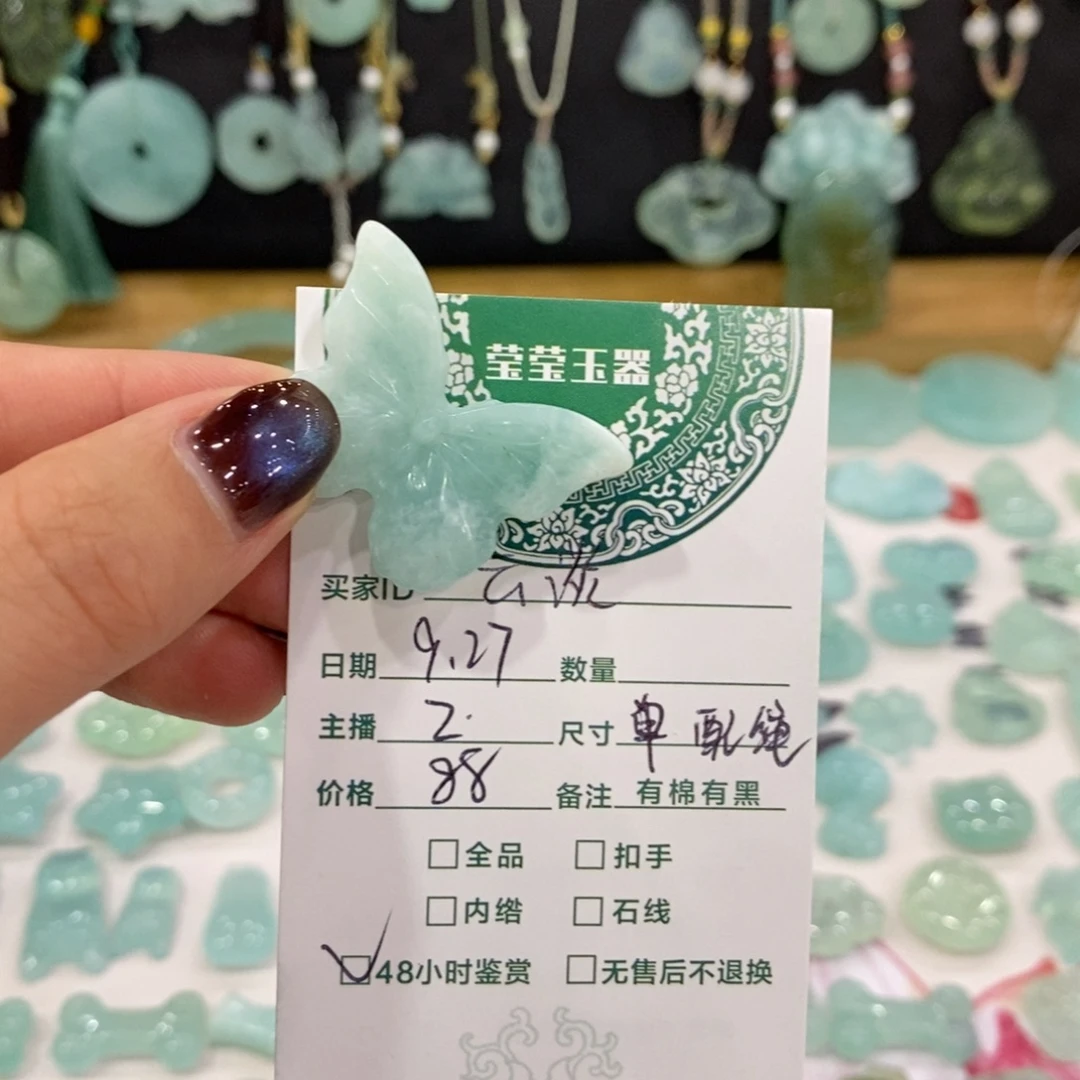 莹莹玉器
买家ID
日期 9.27 数量
主播 2. 尺寸 单 配绳
价格 88 备注 有棉有黑
□全品 □扣手
□内绺 □石线
☑48小时鉴赏 □无售后不退换